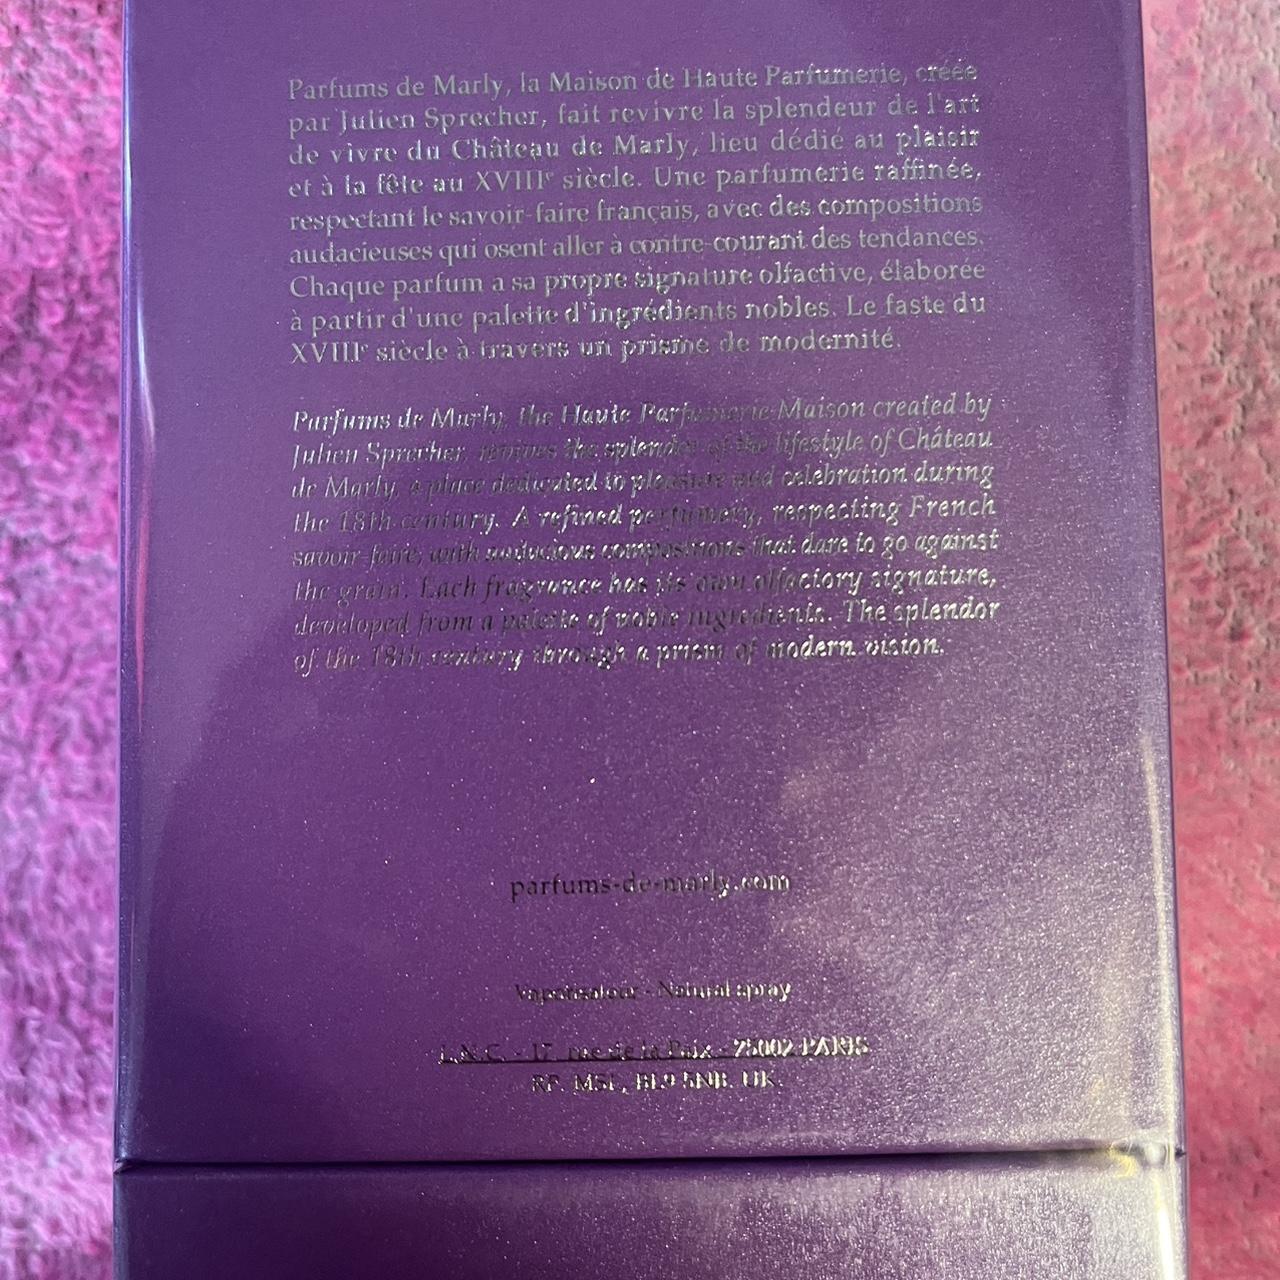 Parfums de Marly, la Maison de Haute Parfumerie, créée
par Julien Sprecher, fait revivre la splendeur de l'art
de vivre du Château de Marly, lieu dédié au plaisir
et à la fête au XVIIIe siècle. Une parfumerie raffinée,
respectant le savoir-faire français, avec des compositions
audacieuses qui osent aller à contre-courant des tendances.
Chaque parfum a sa propre signature olfactive, élaborée
à partir d'une palette d'ingrédients nobles. Le faste du
XVIIIe siècle à travers un prisme de modernité.
Parfums de Marly, the Haute Parfumerie Maison created by
Julien Sprecher, revives the splendor of the lifestyle of Château
de Marly, a place dedicated to pleasure and celebration during
the 18th century. A refined perfumery, respecting French
savoir-faire, with audacious compositions that dare to go against
the grain. Each fragrance has its own olfactory signature,
developed from a palette of noble ingredients. The splendor
of the 18th century through a prism of modern vision.
parfums-de-marly.com
Vaporisateur - Natural spray
17, rue de la Paix - 75002 PARIS
RP. MSL, BL9 5NB. UK.